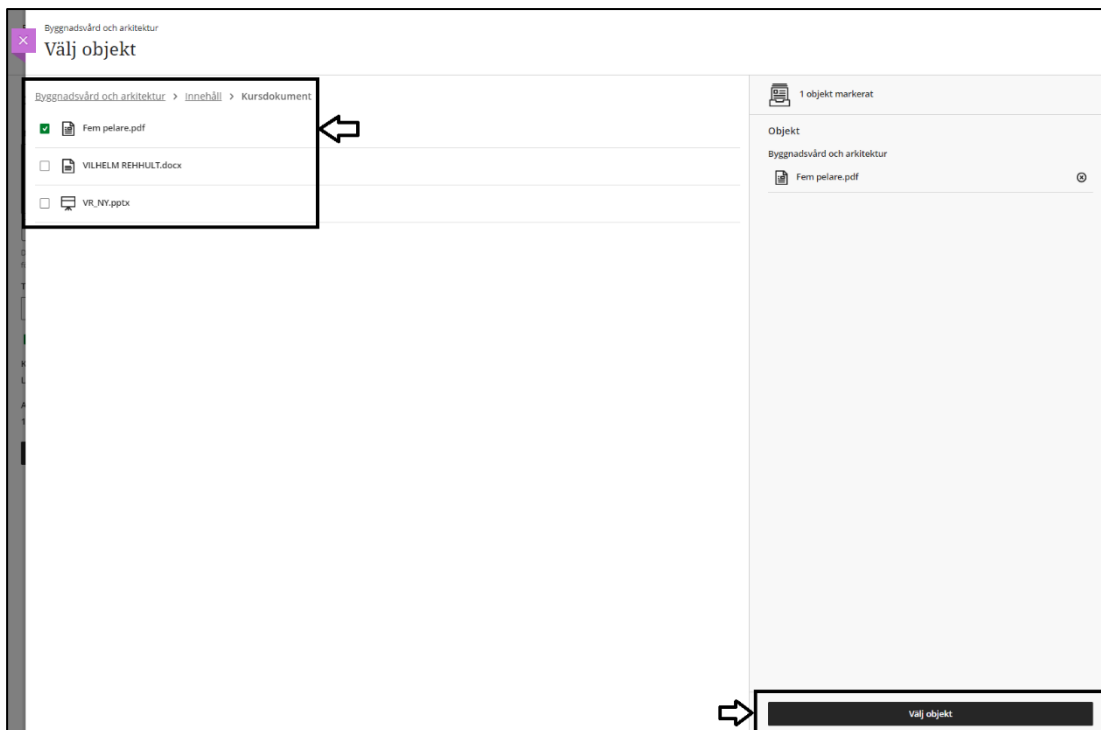 Byggnadsvård och arkitektur
Välj objekt
Byggnadsvård och arkitektur > Innehåll > Kursdokument
Fem pelare.pdf
VILHELM REHHULT.docx
VR_NY.pptx
1 objekt markerat
Objekt
Byggnadsvård och arkitektur
Fem pelare.pdf
Välj objekt